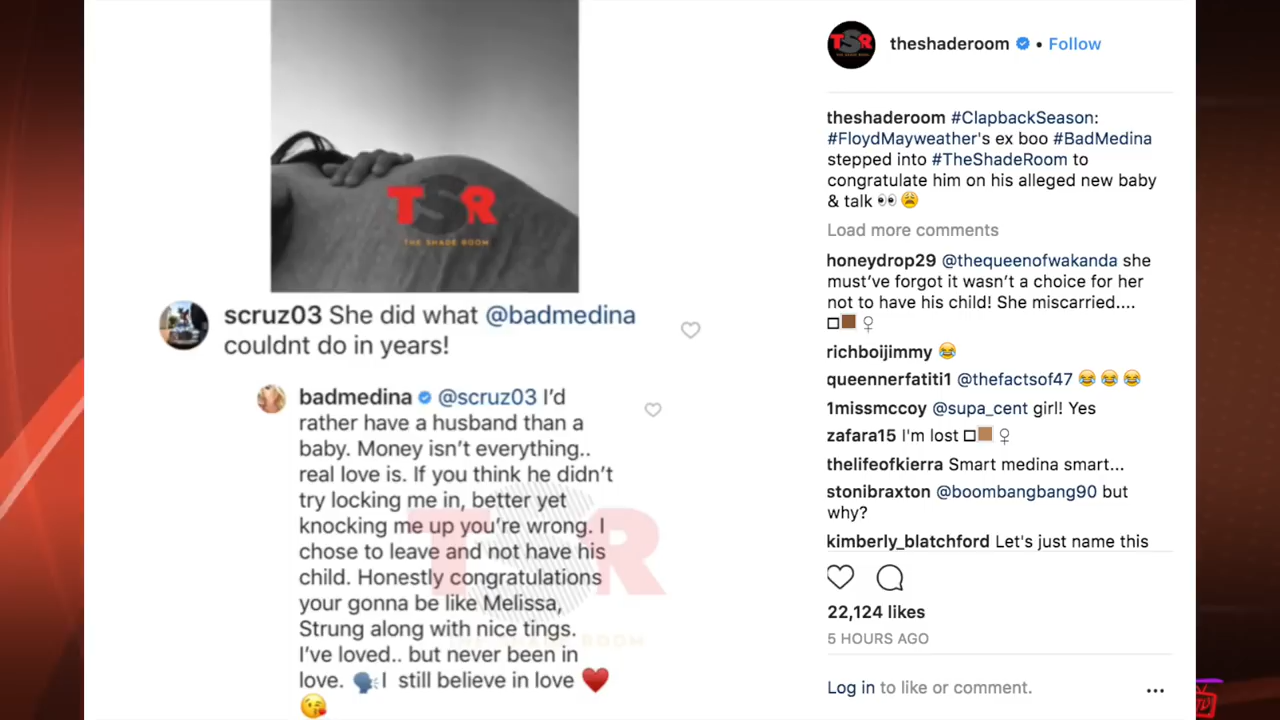 TSR
THE SHADE ROOM
scruz03 She did what @badmedina
couldnt do in years!
badmedina @scruz03 I’d
rather have a husband than a
baby. Money isn’t everything..
real love is. If you think he didn’t
try locking me in, better yet
knocking me up you’re wrong. I
chose to leave and not have his
child. Honestly congratulations
your gonna be like Melissa,
Strung along with nice tings.
I’ve loved.. but never been in
love. 🗣I still believe in love ♥️
😘
TSR
TSR
theshaderoom • Follow
theshaderoom #ClapbackSeason:
#FloydMayweather's ex boo #BadMedina
stepped into #TheShadeRoom to
congratulate him on his alleged new baby
& talk 👀😩
Load more comments
honeydrop29 @thequeenofwakanda she
must’ve forgot it wasn’t a choice for her
not to have his child! She miscarried....
🏾♀
richboijimmy 😂
queennerfatiti1 @thefactsof47 😂😂😂
1missmccoy @supa_cent girl! Yes
zafara15 I'm lost 🏽♀
thelifeofkierra Smart medina smart...
stonibraxton @boombangbang90 but
why?
kimberly_blatchford Let's just name this
22,124 likes
5 HOURS AGO
Log in to like or comment.